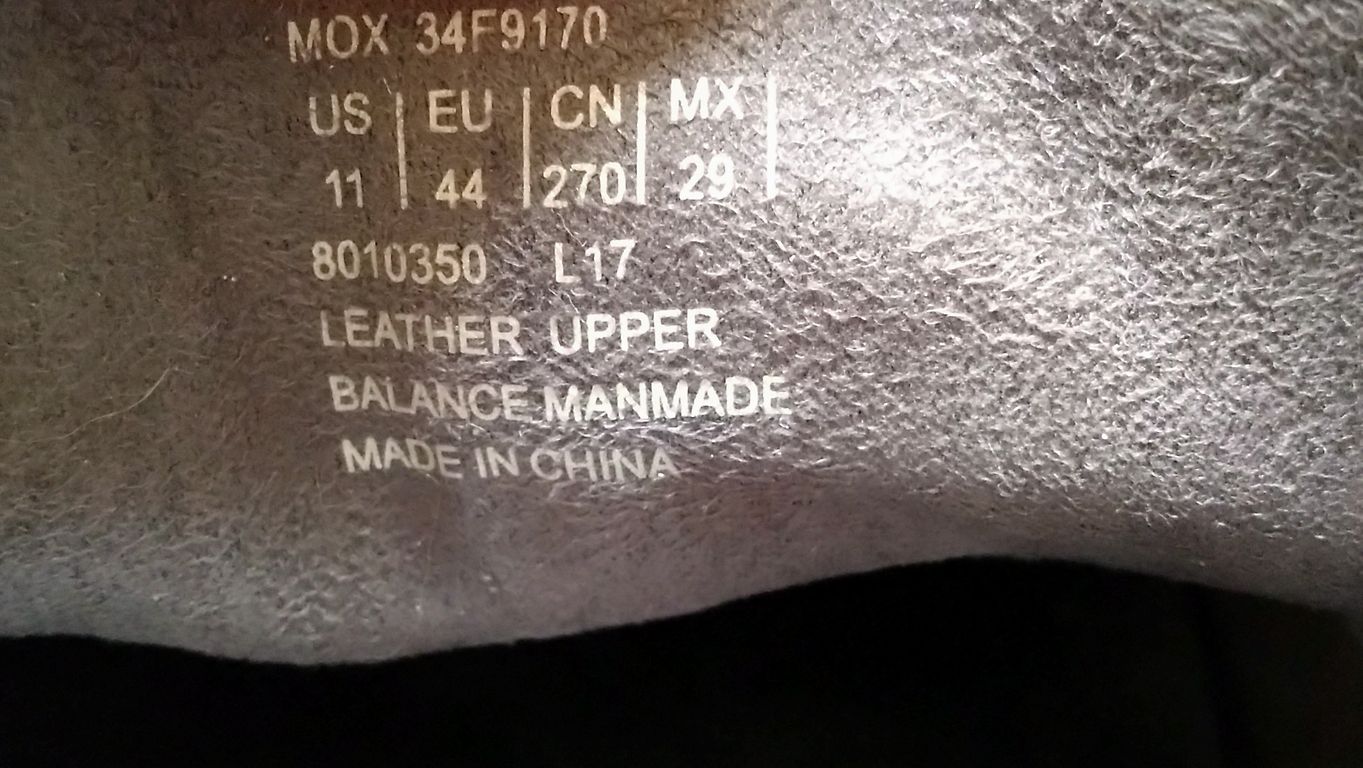 MOX 34F9170
US | EU | CN | MX |
11 | 44 | 270 | 29 |
8010350 L17
LEATHER UPPER
BALANCE MANMADE
MADE IN CHINA